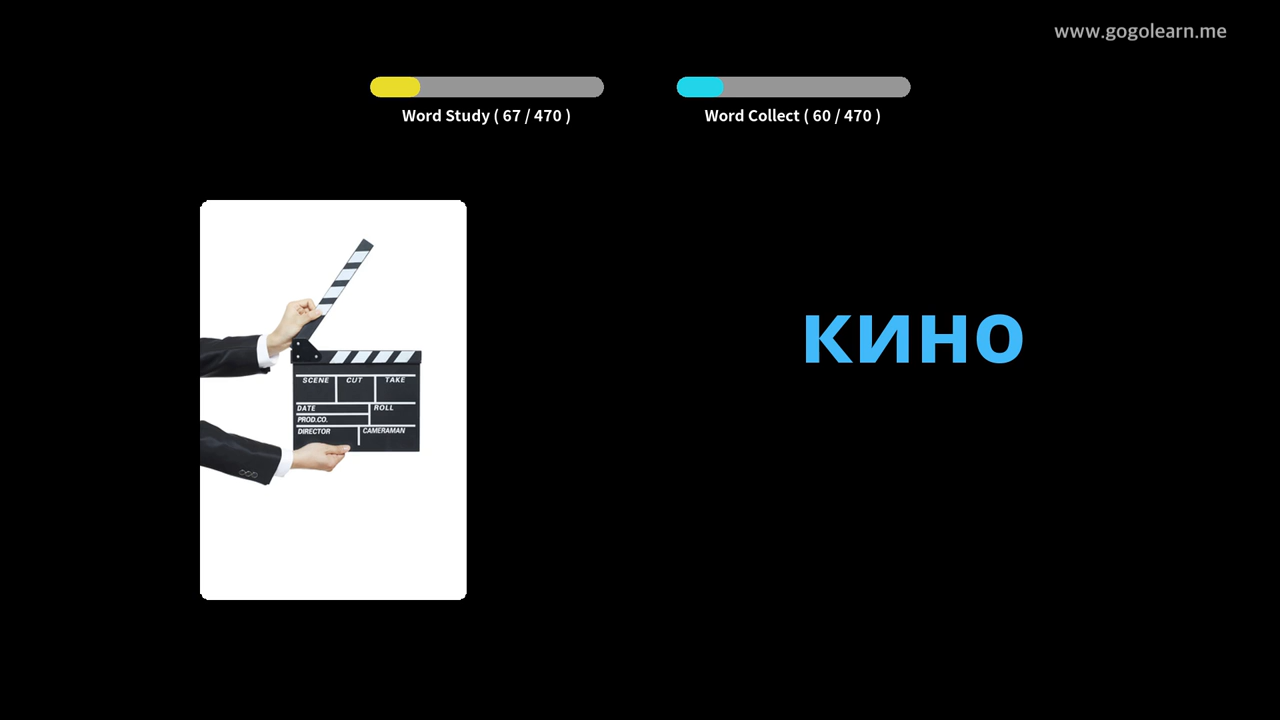 www.gogolearn.me
Word Study ( 67 / 470 )
Word Collect ( 60 / 470 )
SCENE CUT TAKE
DATE ROLL
PROD.CO.
DIRECTOR CAMERAMAN
кино